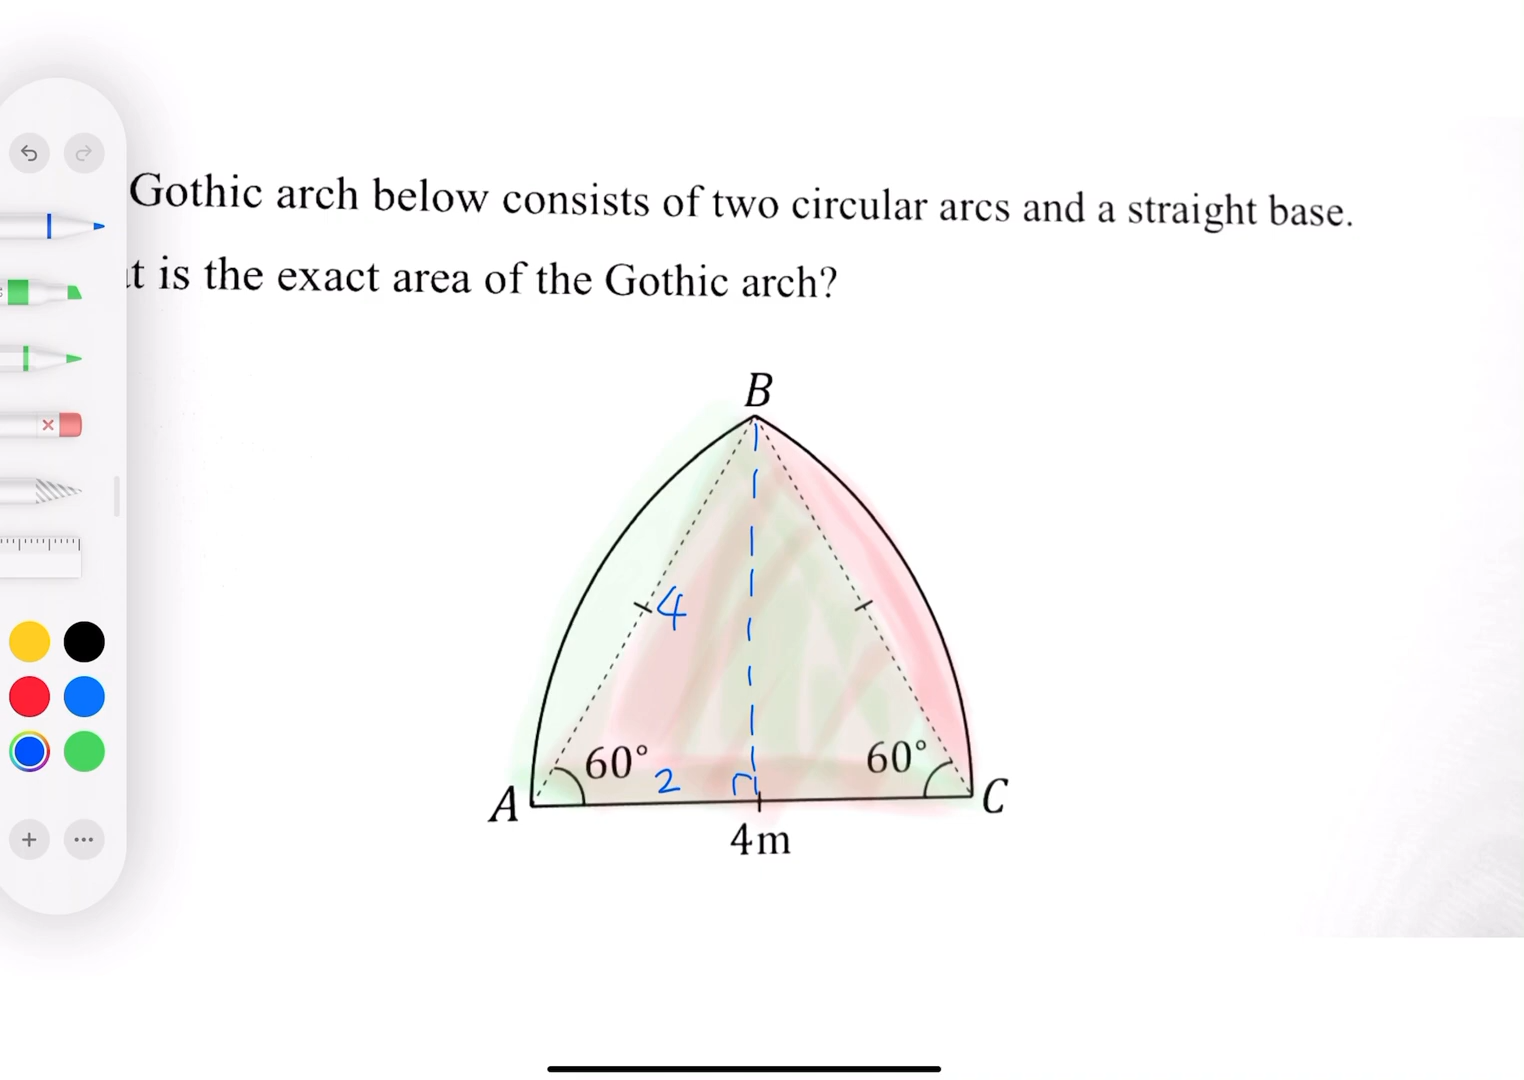 Gothic arch below consists of two circular arcs and a straight base.
t is the exact area of the Gothic arch?
B
4
60°
2
60°
A
C
4m